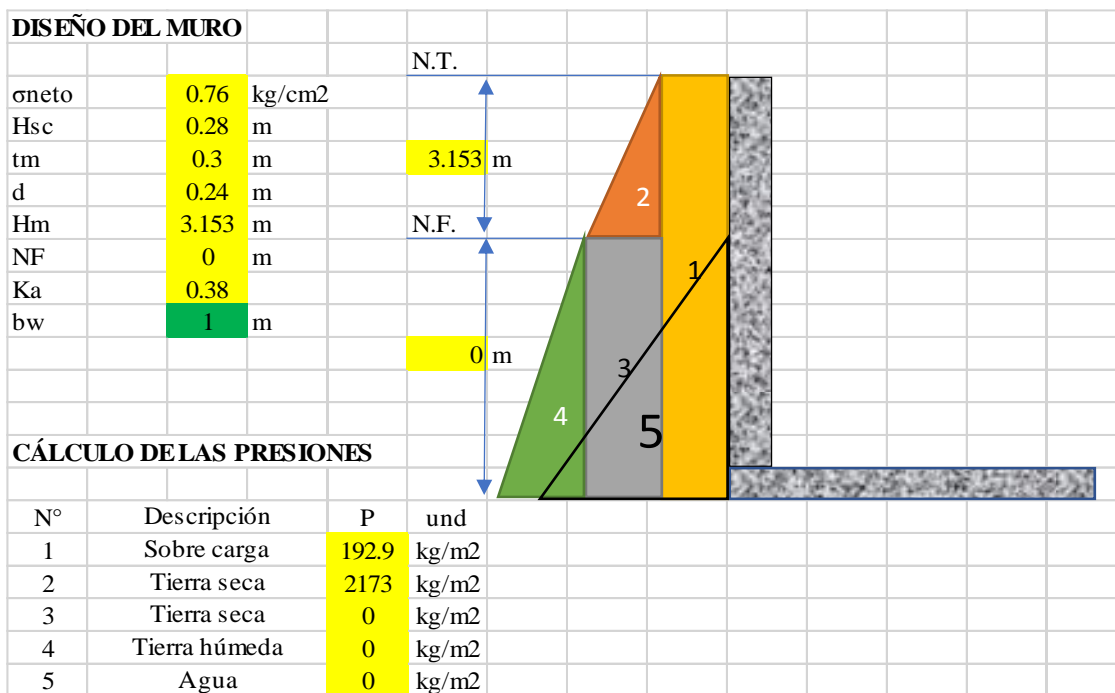 DISEÑO DEL MURO
N.T.
σneto 0.76 kg/cm2
Hsc 0.28 m
tm 0.3 m 3.153 m
d 0.24 m
2
Hm 3.153 m N.F.
NF 0 m
1
Ka 0.38
bw 1 m
0 m
3
4 5
CÁLCULO DE LAS PRESIONES
N° Descripción P und
1 Sobre carga 192.9 kg/m2
2 Tierra seca 2173 kg/m2
3 Tierra seca 0 kg/m2
4 Tierra húmeda 0 kg/m2
5 Agua 0 kg/m2